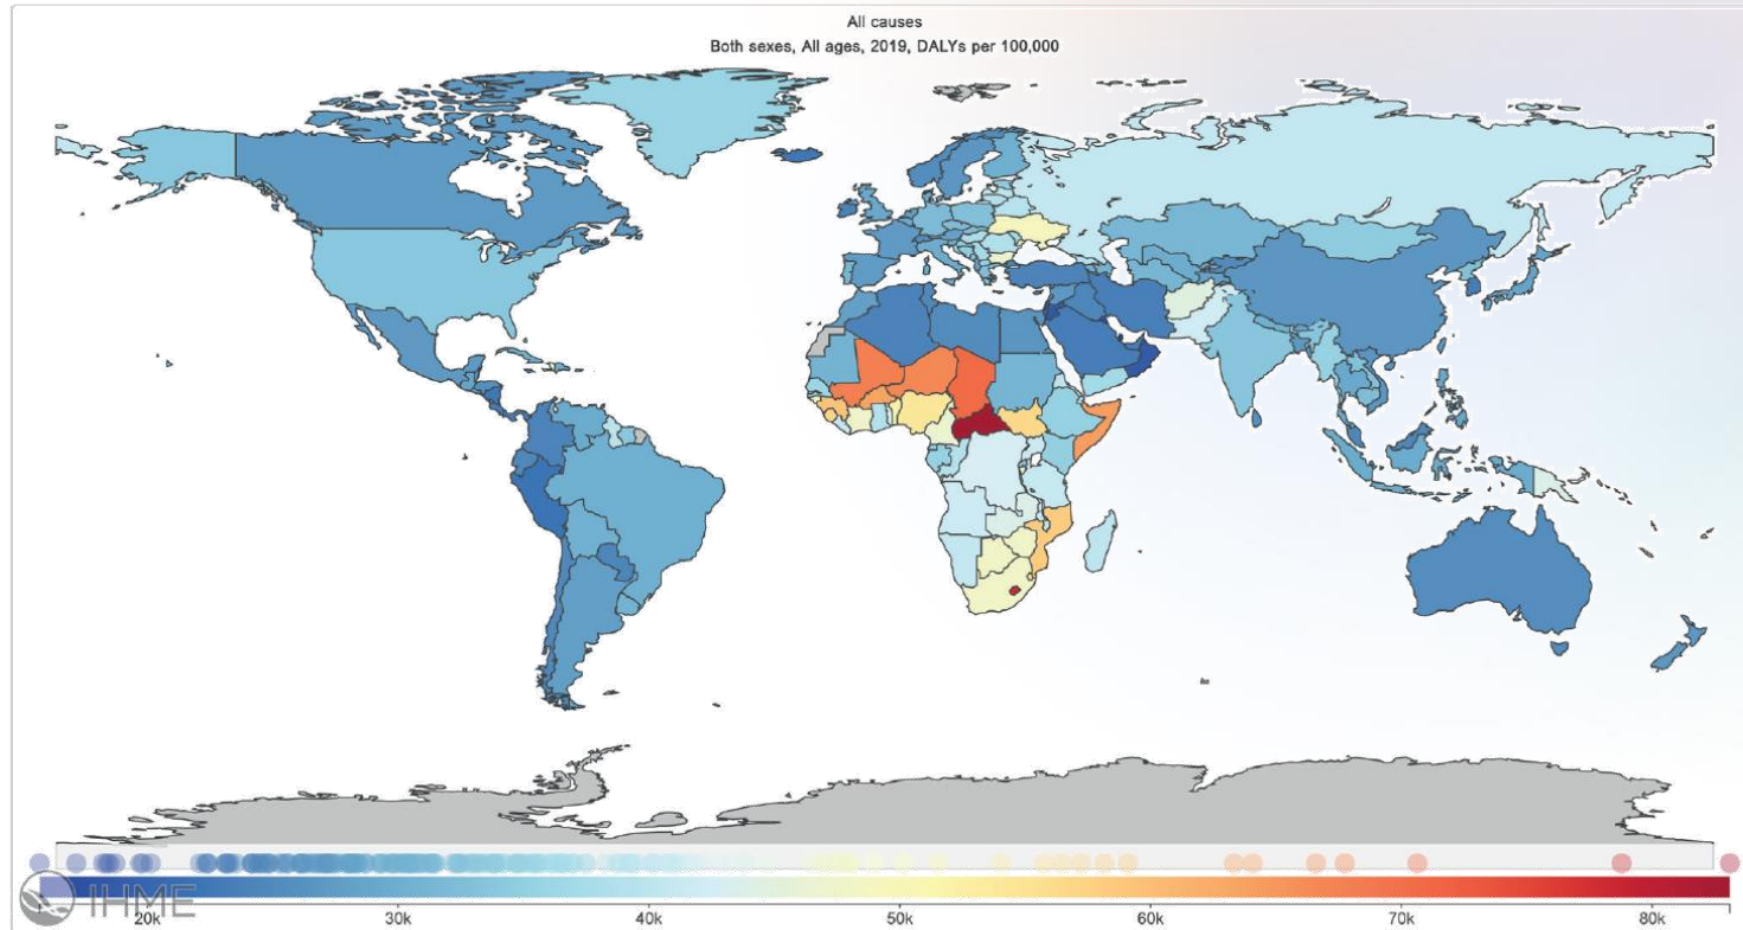 All causes
Both sexes, All ages, 2019, DALYs per 100,000
IHME
20k 30k 40k 50k 60k 70k 80k